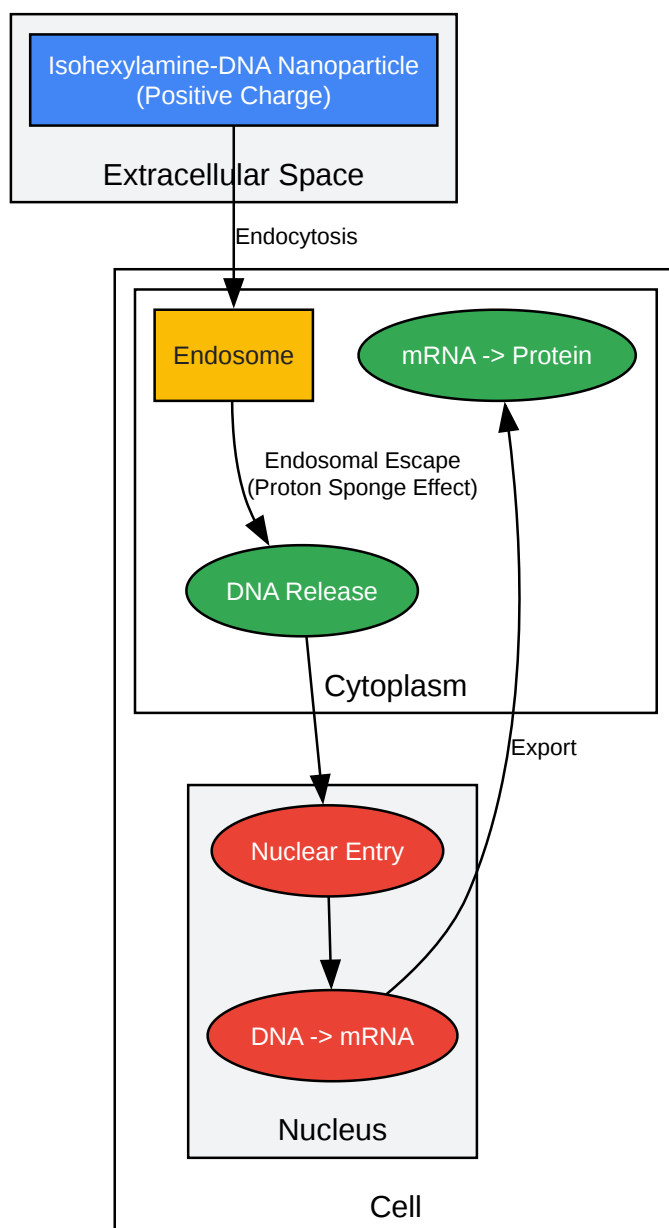 Isohexylamine-DNA Nanoparticle
(Positive Charge)
Extracellular Space
Endocytosis
Endosome
mRNA -> Protein
Endosomal Escape
(Proton Sponge Effect)
DNA Release
Cytoplasm
Export
Nuclear Entry
DNA -> mRNA
Nucleus
Cell